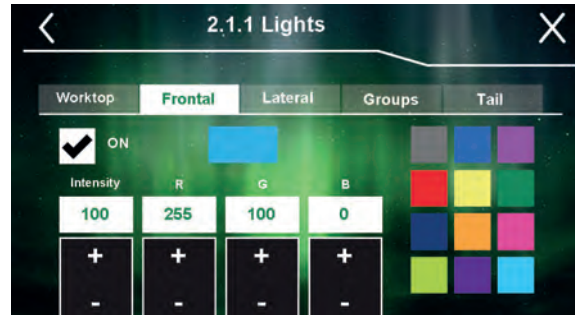 2.1.1 Lights
Worktop Frontal Lateral Groups Tail
ON
Intensity R G B
100 255 100 0
+ + + +
- - - -